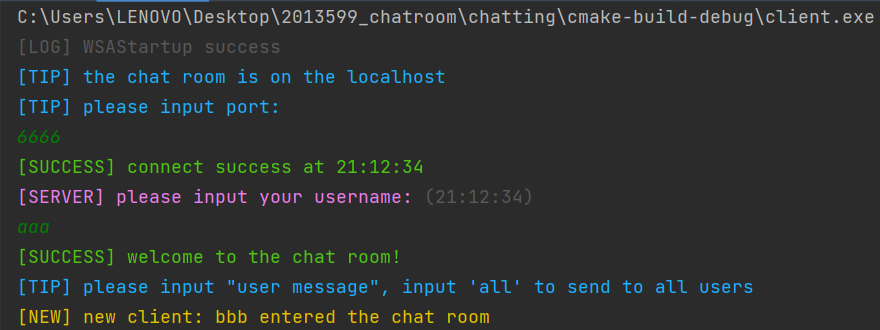 C:\Users\LENOVO\Desktop\2013599_chatroom\chatting\cmake-build-debug\client.exe
[LOG] WSAStartup success
[TIP] the chat room is on the localhost
[TIP] please input port:
6666
[SUCCESS] connect success at 21:12:34
[SERVER] please input your username: (21:12:34)
aaa
[SUCCESS] welcome to the chat room!
[TIP] please input "user message", input 'all' to send to all users
[NEW] new client: bbb entered the chat room